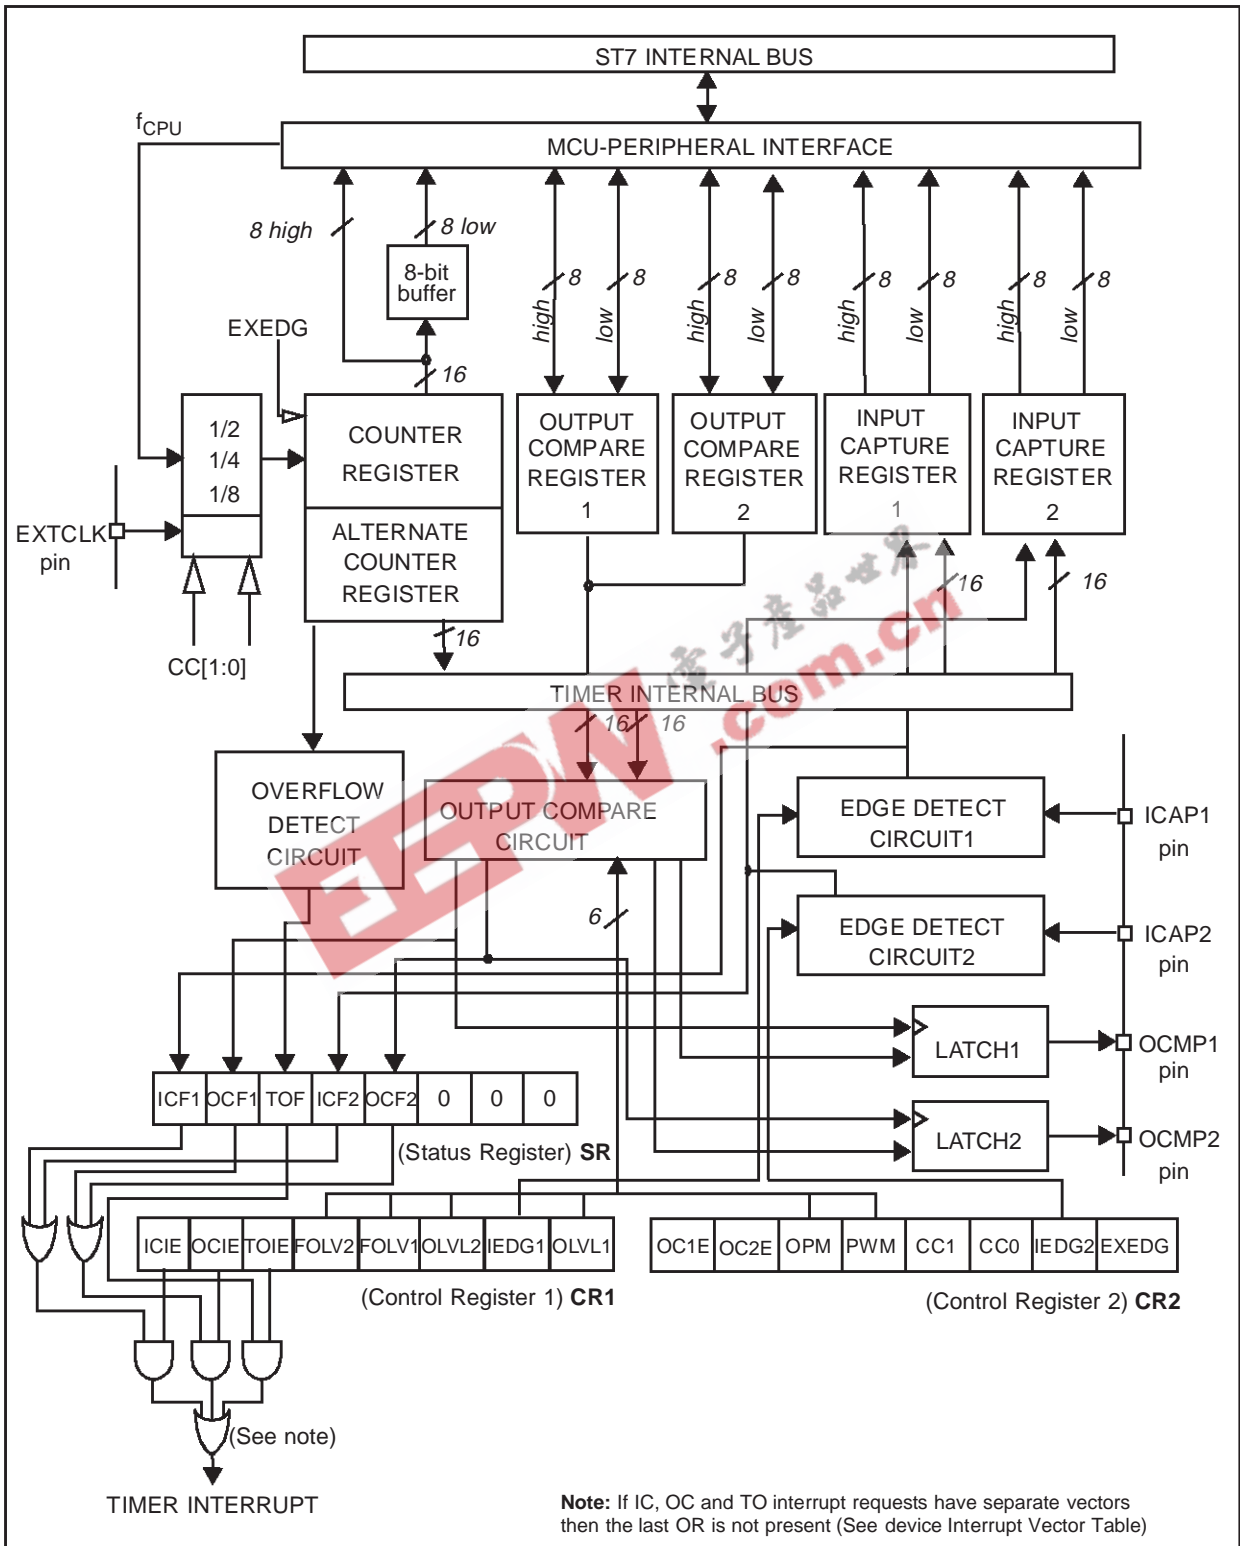 ST7 INTERNAL BUS
fCPU
MCU-PERIPHERAL INTERFACE
8 high
8 low
8-bit
buffer
8 8 8 8 8 8 8 8
high low high low high low high low
EXEDG
16
1/2
1/4
1/8
COUNTER
REGISTER
OUTPUT
COMPARE
REGISTER
1
OUTPUT
COMPARE
REGISTER
2
INPUT
CAPTURE
REGISTER
1
INPUT
CAPTURE
REGISTER
2
EXTCLK
pin
ALTERNATE
COUNTER
REGISTER
16
16
16
CC[1:0]
電子產品世界
EEPW
.com.cn
TIMER INTERNAL BUS
16 16
OVERFLOW
DETECT
CIRCUIT
OUTPUT COMPARE
CIRCUIT
EDGE DETECT
CIRCUIT1
ICAP1
pin
6
EDGE DETECT
CIRCUIT2
ICAP2
pin
LATCH1
OCMP1
pin
ICF1 OCF1 TOF ICF2 OCF2 0 0 0
(Status Register) SR
LATCH2
OCMP2
pin
ICIE OCIE TOIE FOLV2 FOLV1 OLVL2 IEDG1 OLVL1
(Control Register 1) CR1
OC1E OC2E OPM PWM CC1 CC0 IEDG2 EXEDG
(Control Register 2) CR2
(See note)
TIMER INTERRUPT
Note: If IC, OC and TO interrupt requests have separate vectors
then the last OR is not present (See device Interrupt Vector Table)